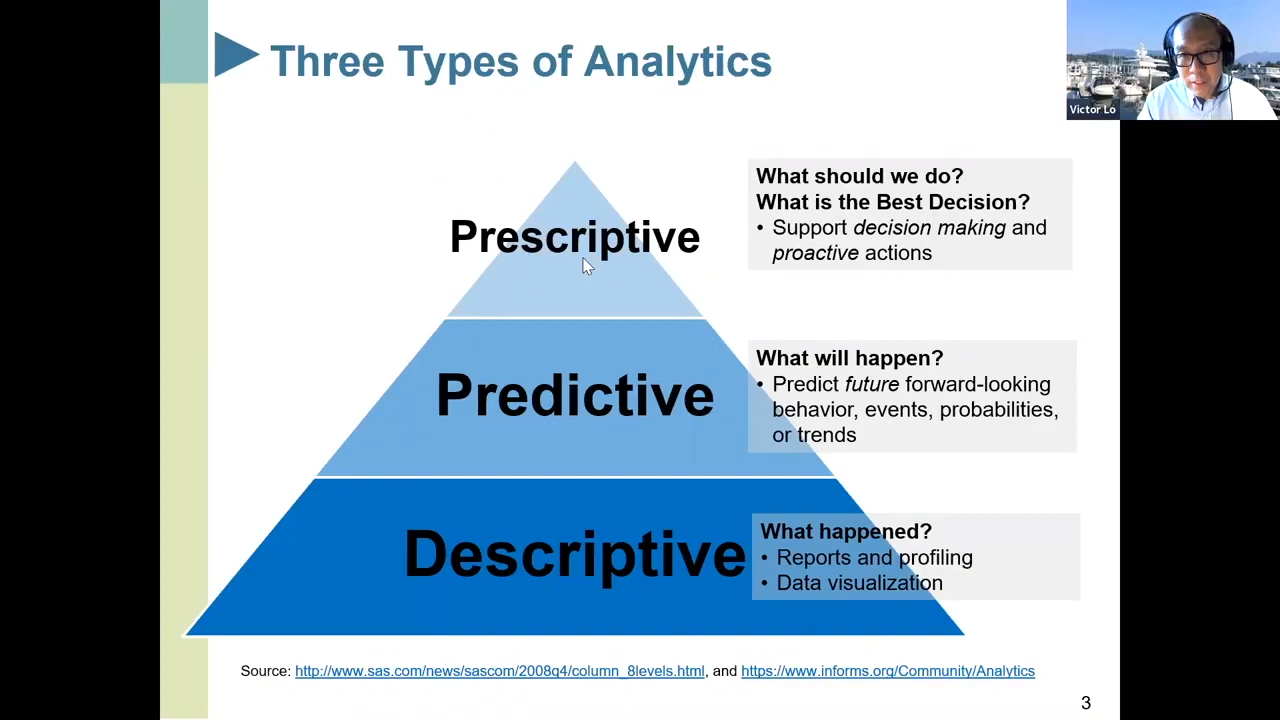 Three Types of Analytics
Victor Lo
Prescriptive
What should we do?
What is the Best Decision?
• Support decision making and
proactive actions
Predictive
What will happen?
• Predict future forward-looking
behavior, events, probabilities,
or trends
Descriptive
What happened?
• Reports and profiling
• Data visualization
Source: http://www.sas.com/news/sascom/2008q4/column_8levels.html, and https://www.informs.org/Community/Analytics
3